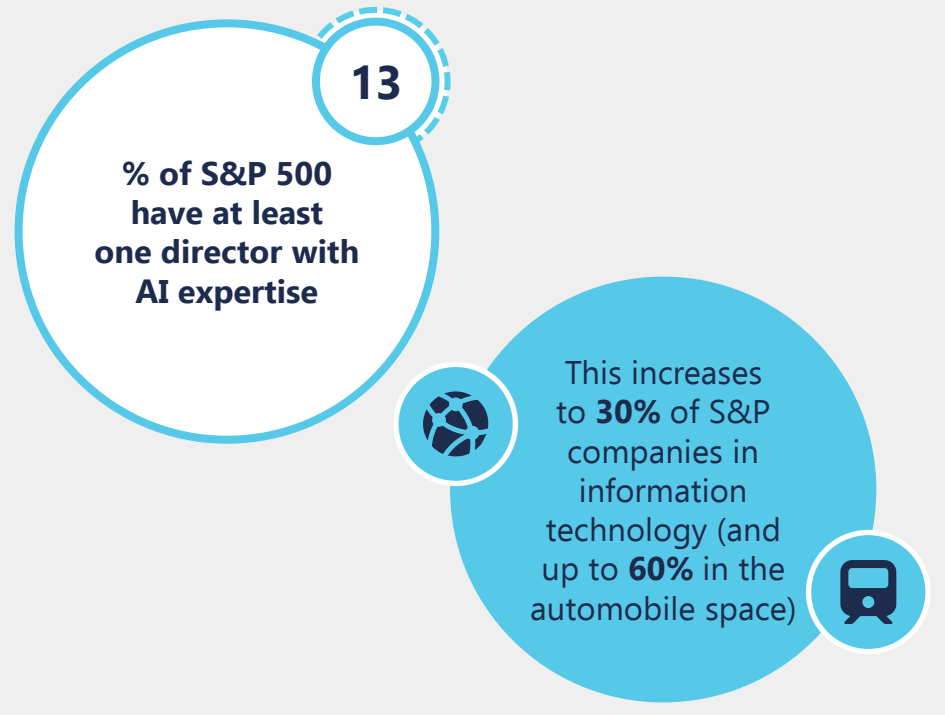 13
% of S&P 500
have at least
one director with
AI expertise
This increases
to 30% of S&P
companies in
information
technology (and
up to 60% in the
automobile space)